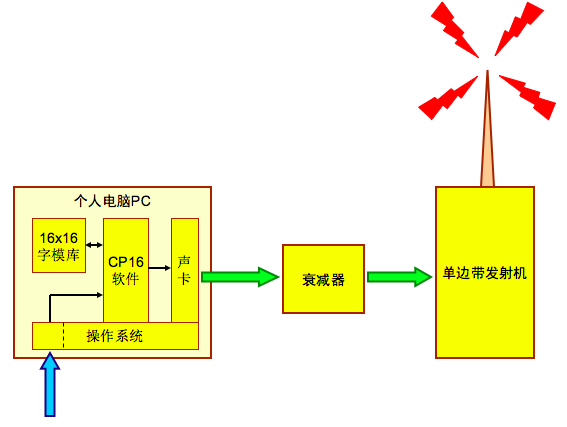 个人电脑PC
16x16
字模库
CP16
软件
声
卡
操作系统
衰减器
单边带发射机